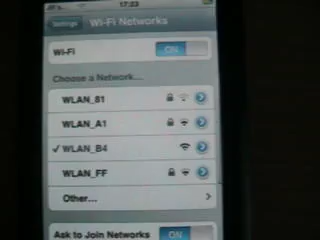 17:23
Settings
Wi-Fi Networks
Wi-Fi ON
Choose a Network...
WLAN_81
WLAN_A1
✓ WLAN_B4
WLAN_FF
Other...
Ask to Join Networks ON